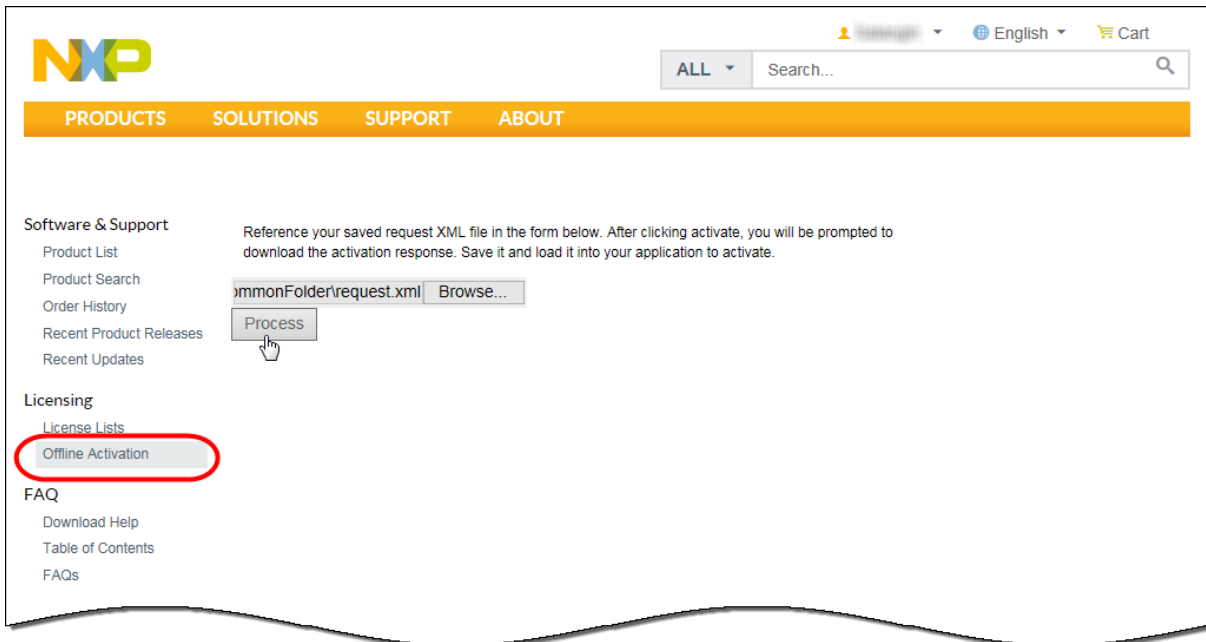 NXP
English
Cart
ALL
Search...
PRODUCTS SOLUTIONS SUPPORT ABOUT
Software & Support
Product List
Product Search
Order History
Recent Product Releases
Recent Updates
Licensing
License Lists
Offline Activation
FAQ
Download Help
Table of Contents
FAQs
Reference your saved request XML file in the form below. After clicking activate, you will be prompted to
download the activation response. Save it and load it into your application to activate.
ommonFolder\request.xml Browse...
Process